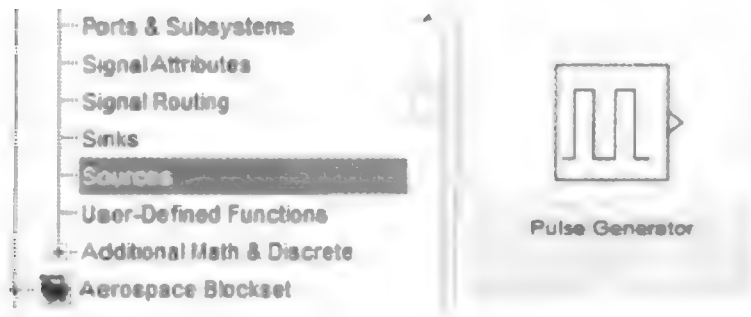 Ports & Subsystems
Signal Attributes
Signal Routing
Sinks
Sources
User-Defined Functions
Additional Math & Discrete
Aerospace Blockset
Pulse Generator